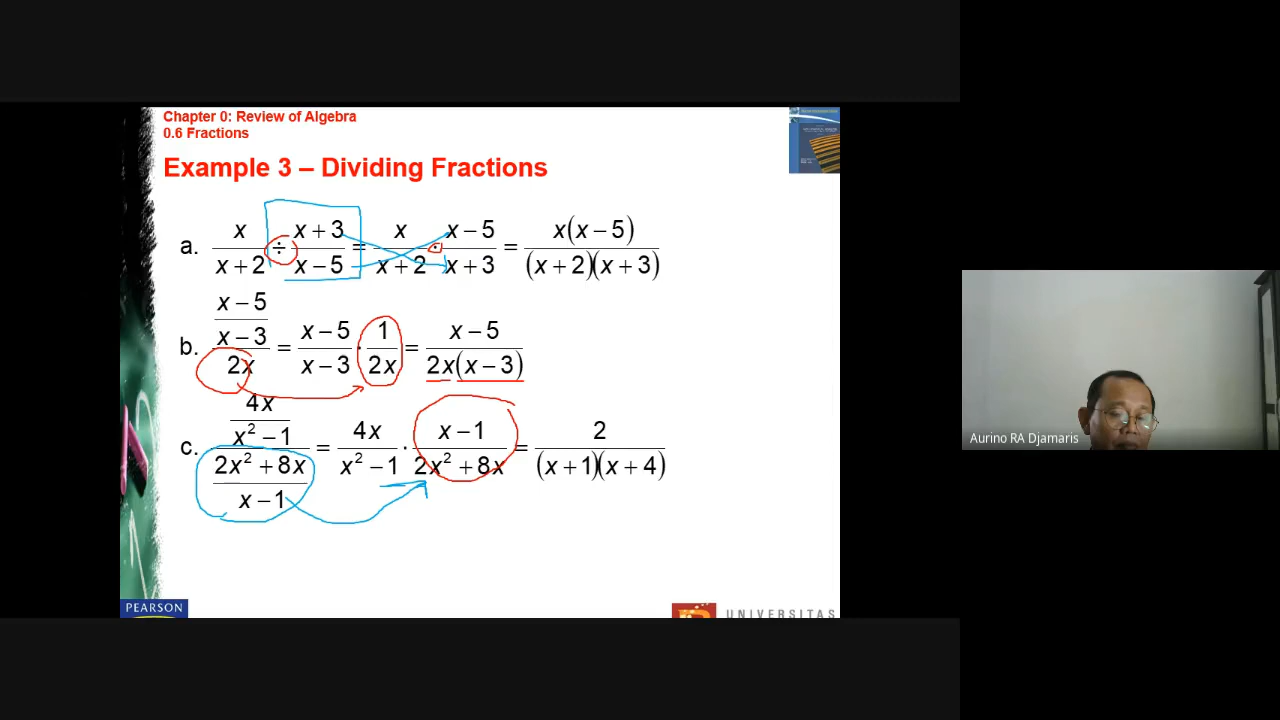 Chapter 0: Review of Algebra
0.6 Fractions
Example 3 – Dividing Fractions
a. x/(x + 2) ÷ (x + 3)/(x − 5) = x/(x + 2) · (x − 5)/(x + 3) = x(x − 5)/((x + 2)(x + 3))
b. ((x − 5)/(x − 3))/(2x) = (x − 5)/(x − 3) · 1/(2x) = (x − 5)/(2x(x − 3))
c. (4x/(x² − 1))/((2x² + 8x)/(x − 1)) = 4x/(x² − 1) · (x − 1)/(2x² + 8x) = 2/((x + 1)(x + 4))
PEARSON
UNIVERSITAS
Aurino RA Djamaris